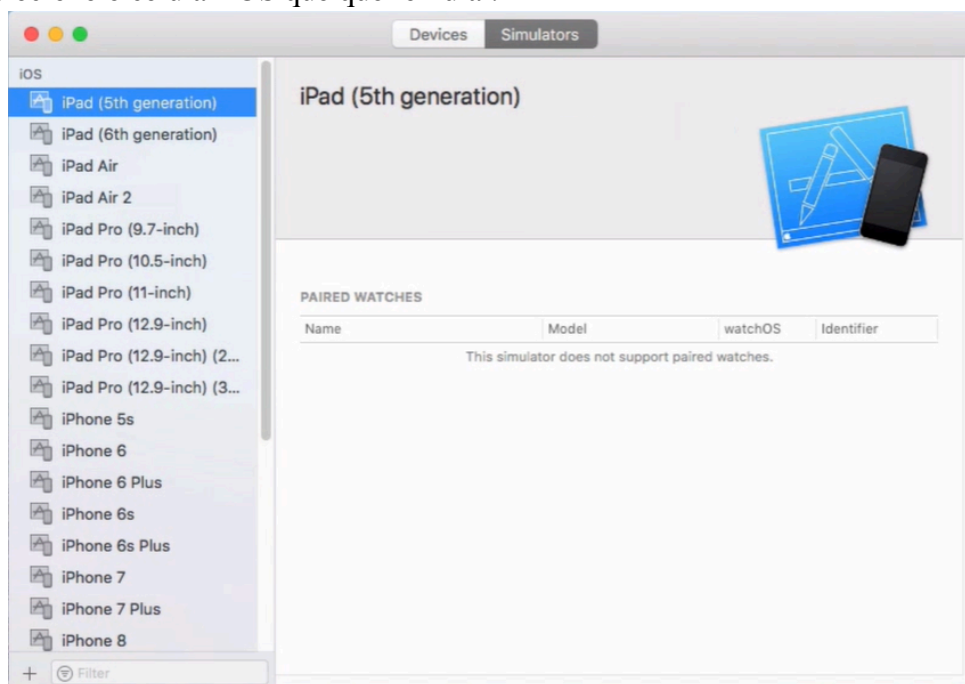 Devices
Simulators
iOS
iPad (5th generation)
iPad (6th generation)
iPad Air
iPad Air 2
iPad Pro (9.7-inch)
iPad Pro (10.5-inch)
iPad Pro (11-inch)
iPad Pro (12.9-inch)
iPad Pro (12.9-inch) (2...
iPad Pro (12.9-inch) (3...
iPhone 5s
iPhone 6
iPhone 6 Plus
iPhone 6s
iPhone 6s Plus
iPhone 7
iPhone 7 Plus
iPhone 8
Filter
iPad (5th generation)
PAIRED WATCHES
Name Model watchOS Identifier
This simulator does not support paired watches.